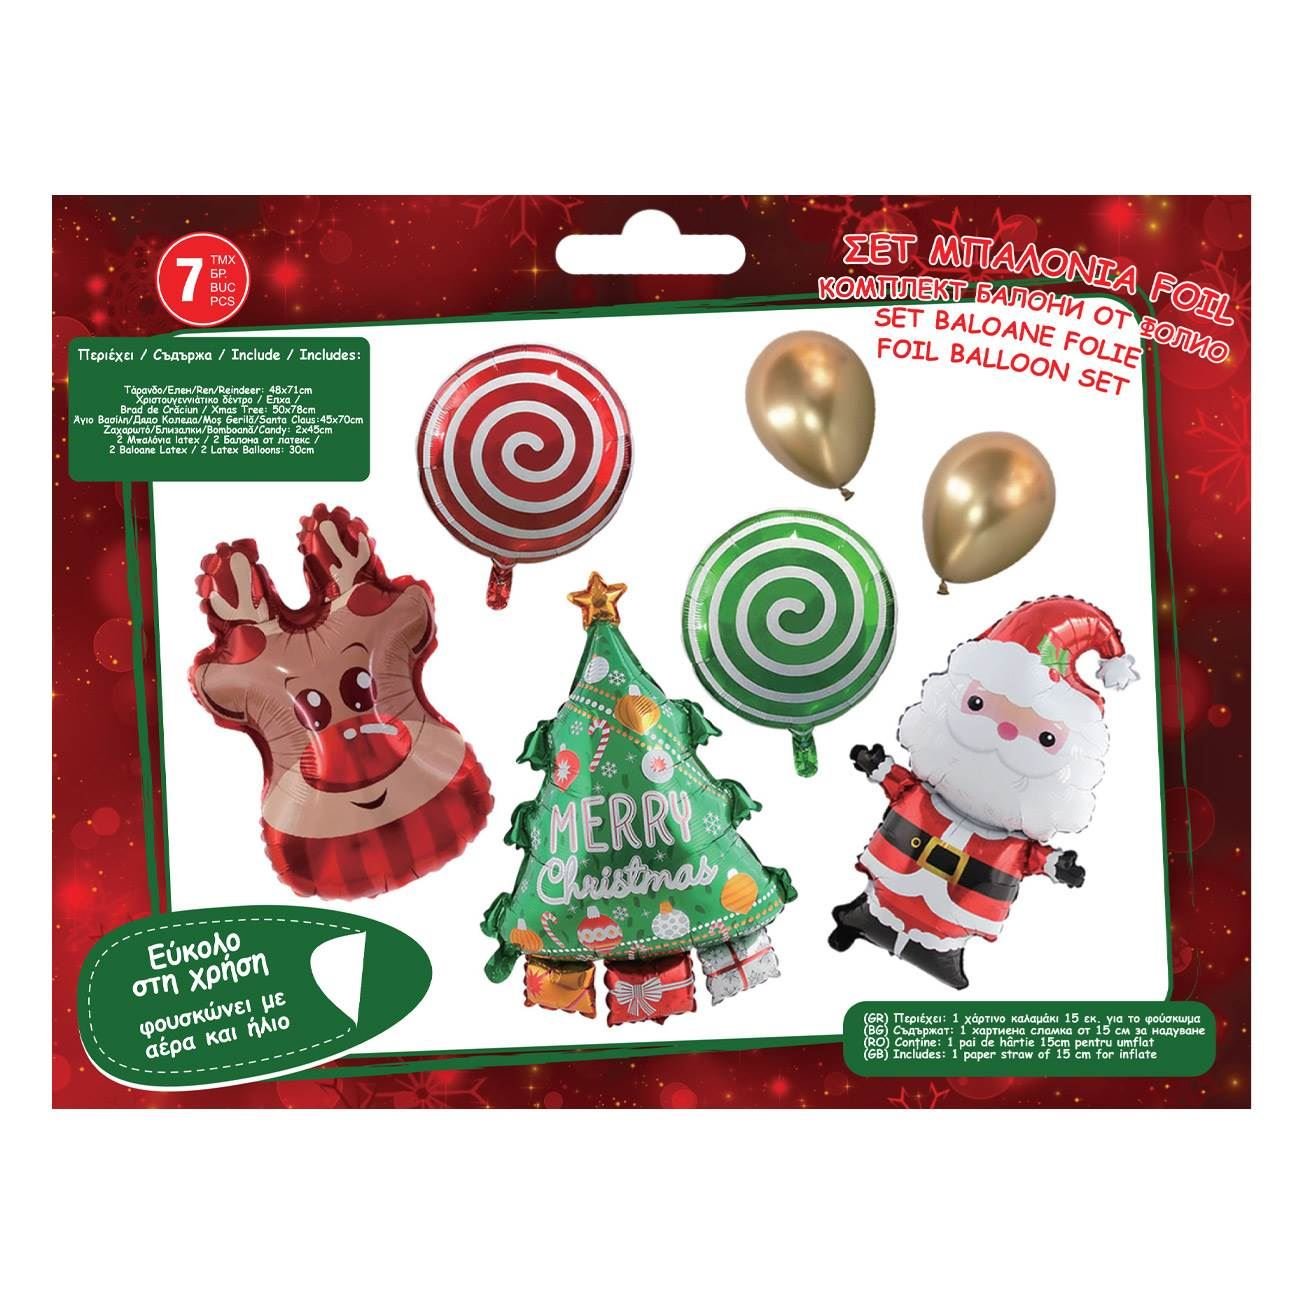 7 ΤΜΧ
БР.
BUC
PCS
ΣΕΤ ΜΠΑΛΟΝΙΑ FOIL
КОМПЛЕКТ БАЛОНИ ОТ ФОЛИО
SET BALOANE FOLIE
FOIL BALLOON SET
Περιέχει / Съдържа / Include / Includes:
Τάρανδο/Елен/Ren/Reindeer: 48x71cm
Χριστουγεννιάτικο δέντρο / Елха /
Brad de Crăciun / Xmas Tree: 50x78cm
Άγιο Βασίλη/Дядо Коледа/Moș Gerilă/Santa Claus:45x70cm
Ζαχαρωτό/Близалки/Bomboană/Candy: 2x45cm
2 Μπαλόνια latex / 2 Балона от латекс /
2 Baloane Latex / 2 Latex Balloons: 30cm
MERRY
Christmas
Εύκολο
στη χρήση
φουσκώνει με
αέρα και ήλιο
(GR) Περιέχει: 1 χάρτινο καλαμάκι 15 εκ. για το φούσκωμα
(BG) Съдържат: 1 хартиена сламка от 15 см за надуване
(RO) Conține: 1 pai de hârtie 15cm pentru umflat
(GB) Includes: 1 paper straw of 15 cm for inflate